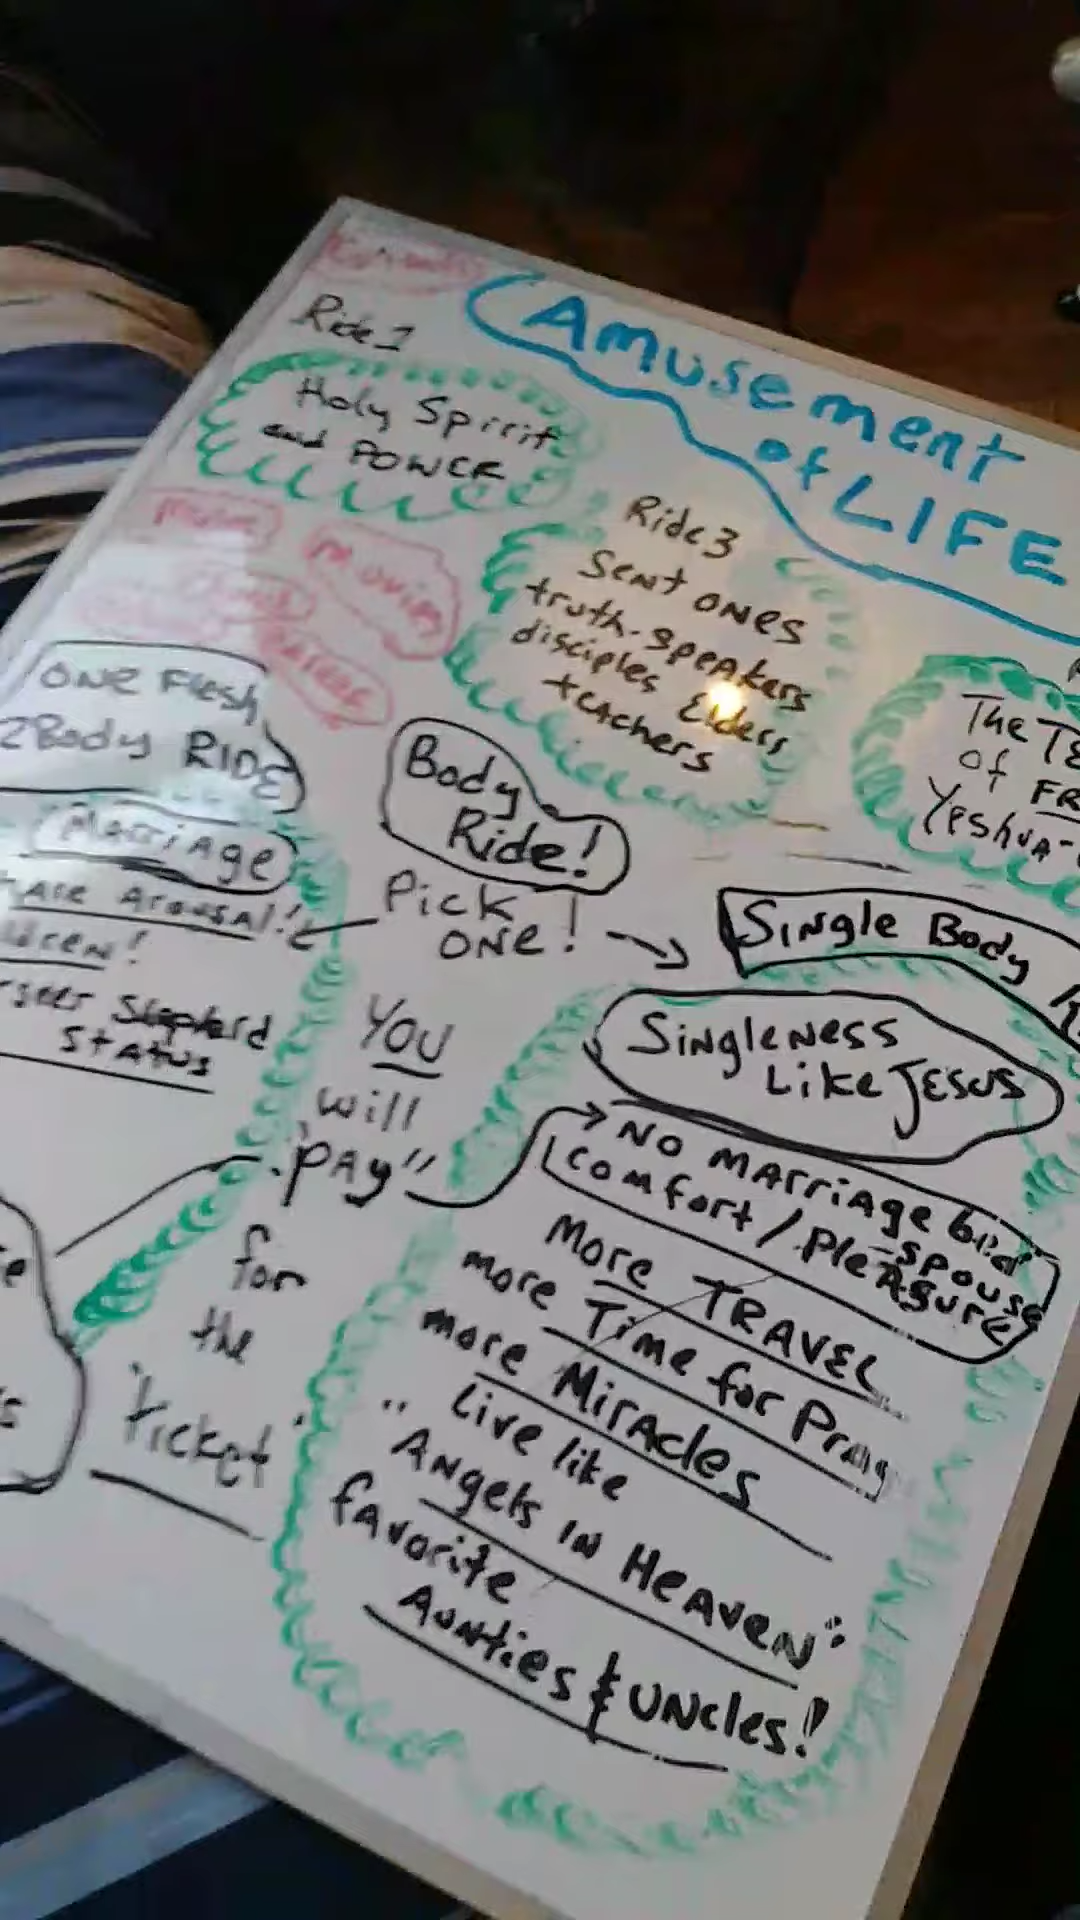 Amusement
of LIFE
Ride 1
Holy Spirit
and POWER
Ride 3
Sent ONES
truth-speakers
disciples Elders
teachers
The
of
Yeshua-
Movies
ONE Flesh
2Body RIDE
Marriage
Arousal!
Status
Body
Ride!
Pick
ONE!
YOU
will
"PAY"
for
the
"Ticket"
Single Body
Singleness
Like JESUS
NO MARRIAGE bed
-spouse
comfort/Pleasure
More TRAVEL
more Time for Pray
more Miracles
Live like
"Angels in HEAVEN"
favorite
Aunties & UNcles!